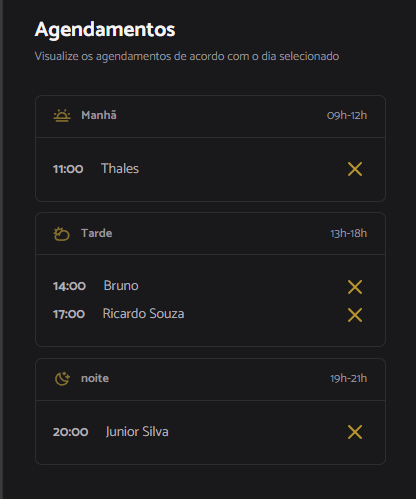 Agendamentos
Visualize os agendamentos de acordo com o dia selecionado
Manhã 09h-12h
11:00 Thales
Tarde 13h-18h
14:00 Bruno
17:00 Ricardo Souza
noite 19h-21h
20:00 Junior Silva